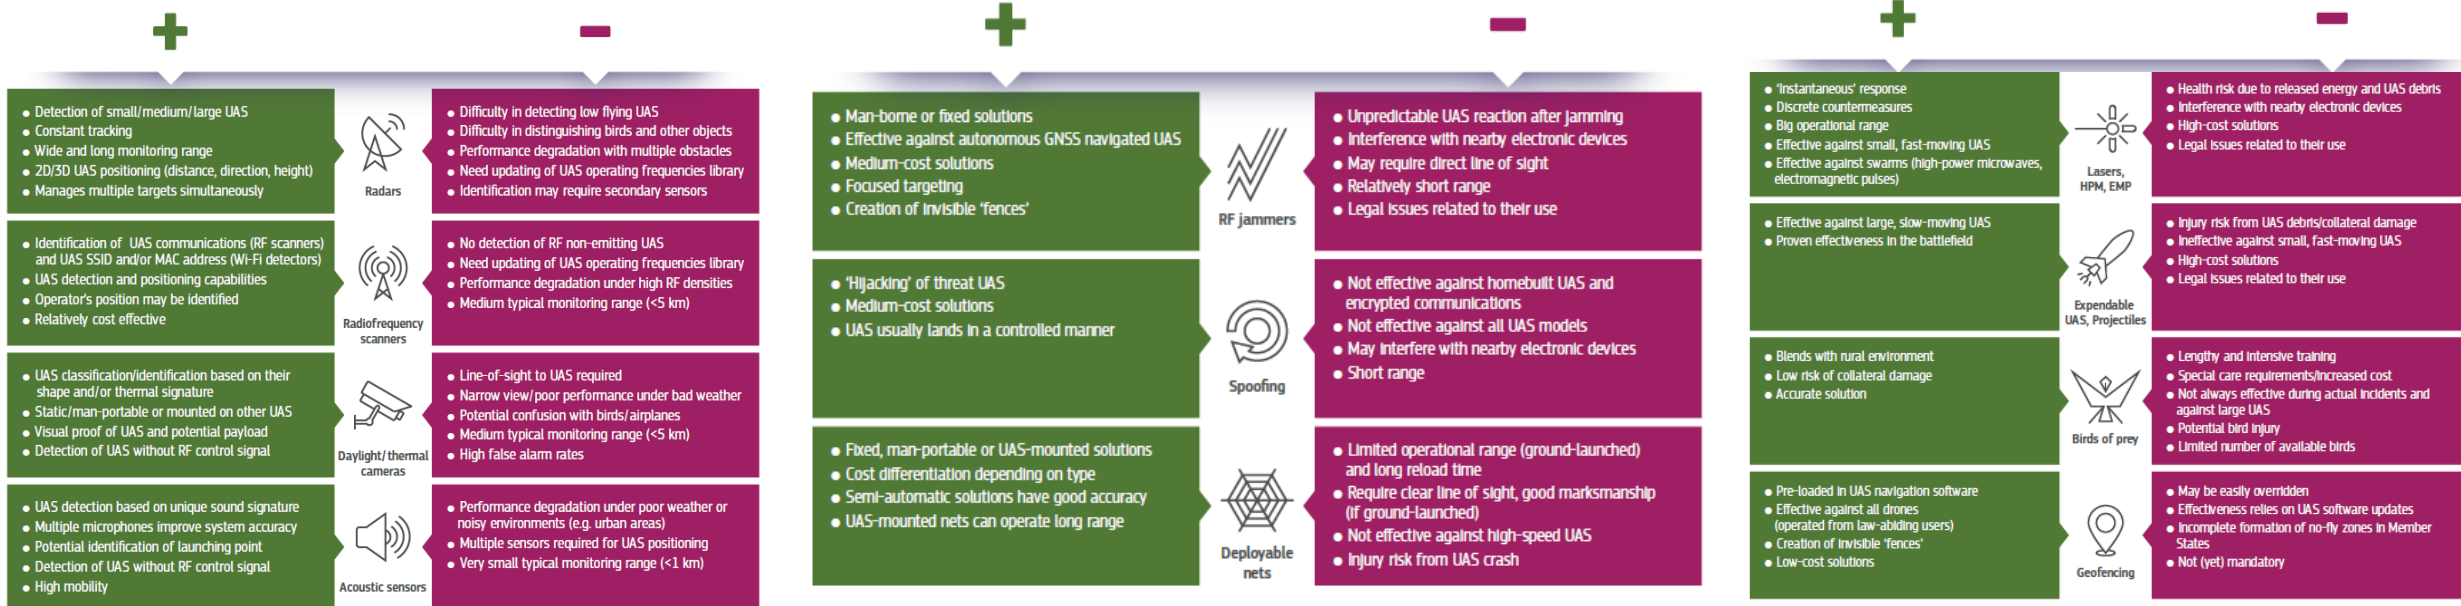 +
-
● Detection of small/medium/large UAS
● Constant tracking
● Wide and long monitoring range
● 2D/3D UAS positioning (distance, direction, height)
● Manages multiple targets simultaneously
Radars
● Difficulty in detecting low flying UAS
● Difficulty in distinguishing birds and other objects
● Performance degradation with multiple obstacles
● Need updating of UAS operating frequencies library
● Identification may require secondary sensors
● Identification of UAS communications (RF scanners)
and UAS SSID and/or MAC address (Wi-Fi detectors)
● UAS detection and positioning capabilities
● Operator's position may be identified
● Relatively cost effective
Radiofrequency
scanners
● No detection of RF non-emitting UAS
● Need updating of UAS operating frequencies library
● Performance degradation under high RF densities
● Medium typical monitoring range (<5 km)
● UAS classification/identification based on their
shape and/or thermal signature
● Static/man-portable or mounted on other UAS
● Visual proof of UAS and potential payload
● Detection of UAS without RF control signal
Daylight/thermal
cameras
● Line-of-sight to UAS required
● Narrow view/poor performance under bad weather
● Potential confusion with birds/airplanes
● Medium typical monitoring range (<5 km)
● High false alarm rates
● UAS detection based on unique sound signature
● Multiple microphones improve system accuracy
● Potential identification of launching point
● Detection of UAS without RF control signal
● High mobility
Acoustic sensors
● Performance degradation under poor weather or
noisy environments (e.g. urban areas)
● Multiple sensors required for UAS positioning
● Very small typical monitoring range (<1 km)
+
-
● Man-borne or fixed solutions
● Effective against autonomous GNSS navigated UAS
● Medium-cost solutions
● Focused targeting
● Creation of invisible 'fences'
RF jammers
● Unpredictable UAS reaction after jamming
● Interference with nearby electronic devices
● May require direct line of sight
● Relatively short range
● Legal issues related to their use
● 'Hijacking' of threat UAS
● Medium-cost solutions
● UAS usually lands in a controlled manner
Spoofing
● Not effective against homebuilt UAS and
encrypted communications
● Not effective against all UAS models
● May interfere with nearby electronic devices
● Short range
● Fixed, man-portable or UAS-mounted solutions
● Cost differentiation depending on type
● Semi-automatic solutions have good accuracy
● UAS-mounted nets can operate long range
Deployable
nets
● Limited operational range (ground-launched)
and long reload time
● Require clear line of sight, good marksmanship
(if ground-launched)
● Not effective against high-speed UAS
● Injury risk from UAS crash
+
-
● 'Instantaneous' response
● Discrete countermeasures
● Big operational range
● Effective against small, fast-moving UAS
● Effective against swarms (high-power microwaves,
electromagnetic pulses)
Lasers,
HPM, EMP
● Health risk due to released energy and UAS debris
● Interference with nearby electronic devices
● High-cost solutions
● Legal issues related to their use
● Effective against large, slow-moving UAS
● Proven effectiveness in the battlefield
Expendable
UAS, Projectiles
● Injury risk from UAS debris/collateral damage
● Ineffective against small, fast-moving UAS
● High-cost solutions
● Legal issues related to their use
● Blends with rural environment
● Low risk of collateral damage
● Accurate solution
Birds of prey
● Lengthy and intensive training
● Special care requirements/increased cost
● Not always effective during actual incidents and
against large UAS
● Potential bird injury
● Limited number of available birds
● Pre-loaded in UAS navigation software
● Effective against all drones
(operated from law-abiding users)
● Creation of invisible 'fences'
● Low-cost solutions
Geofencing
● May be easily overridden
● Effectiveness relies on UAS software updates
● Incomplete formation of no-fly zones in Member
States
● Not (yet) mandatory